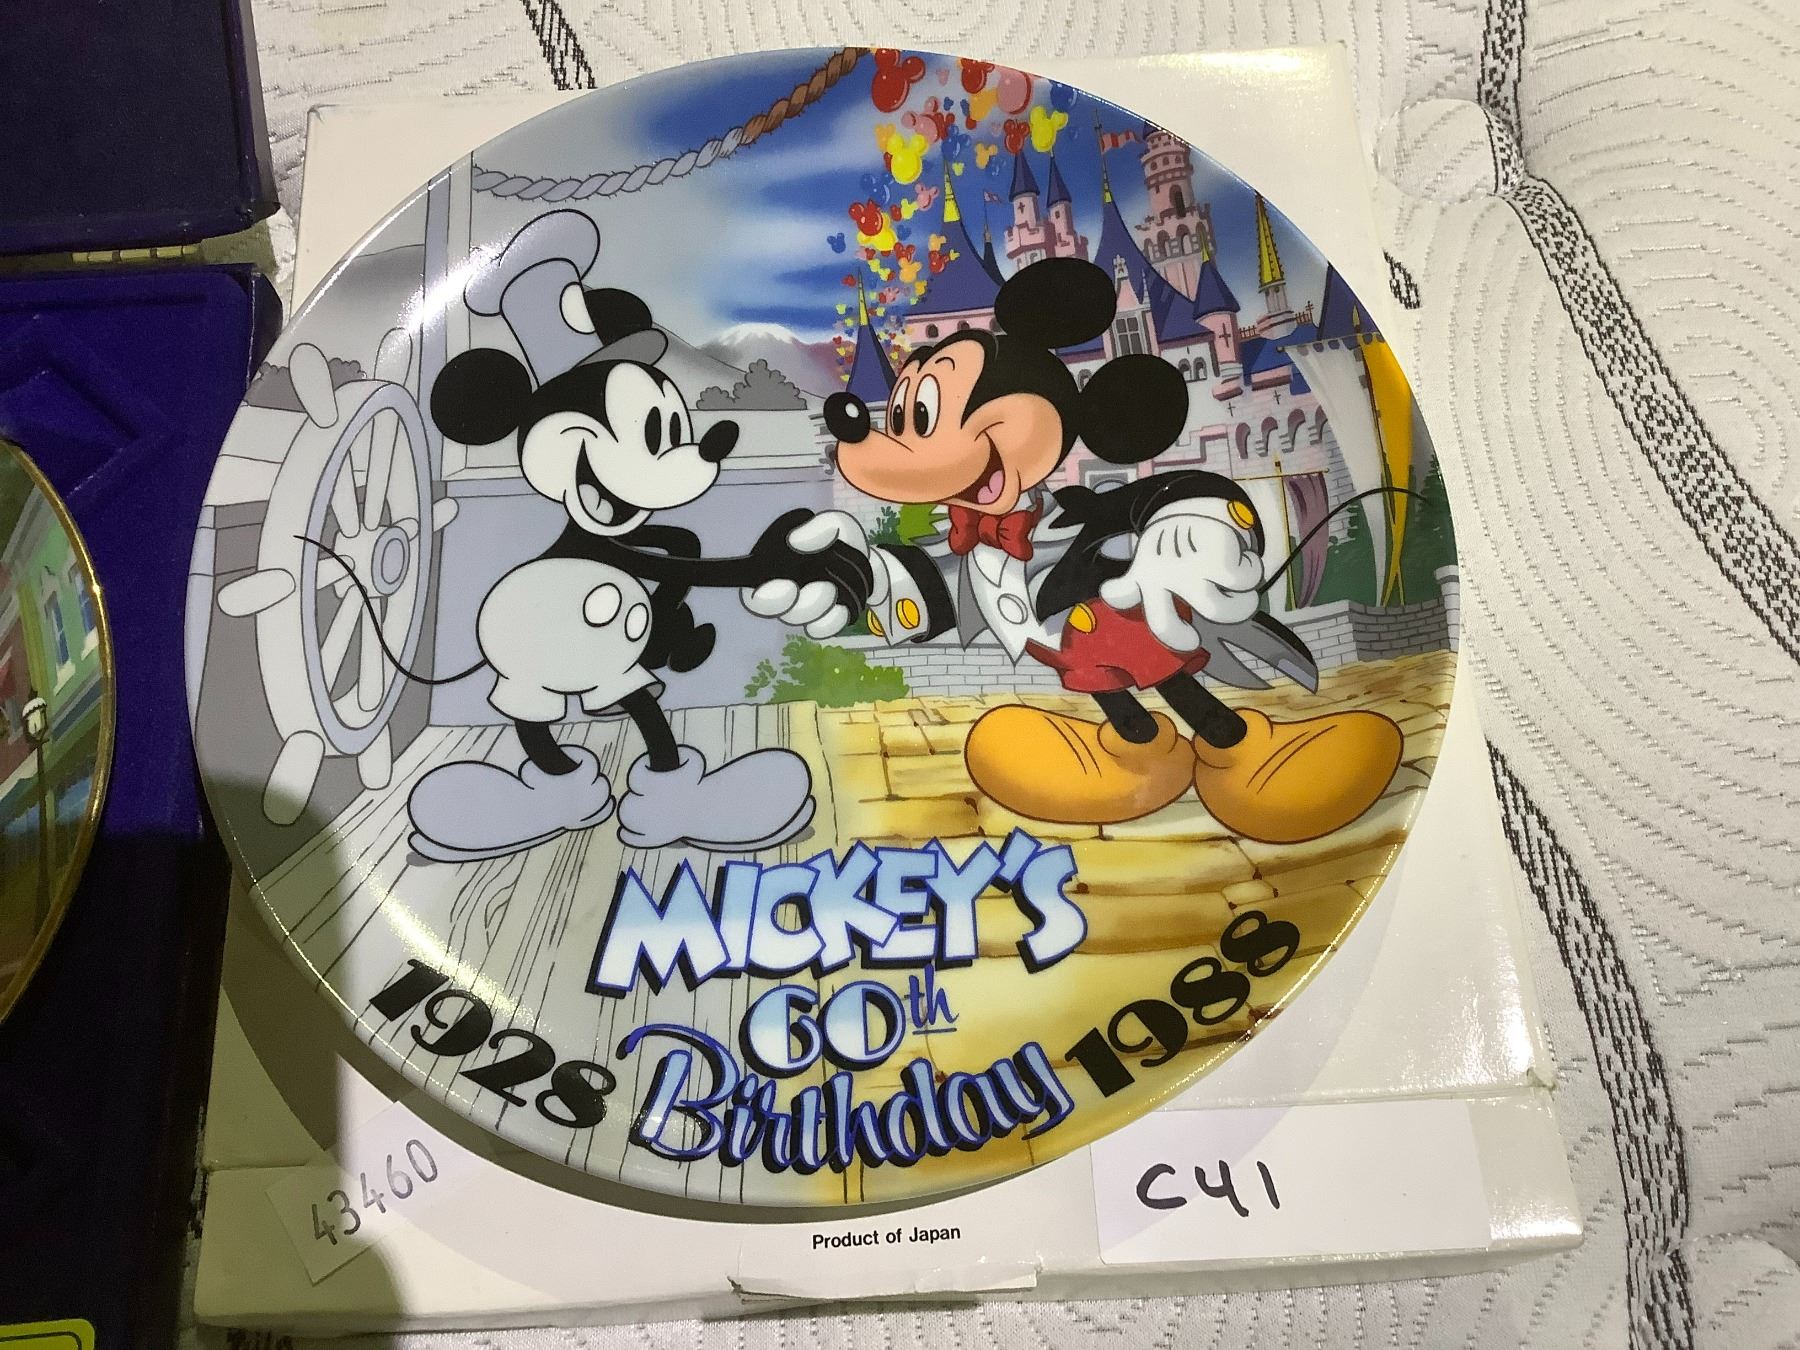 MICKEY'S
60th
Birthday
1928
1988
43460
C41
Product of Japan